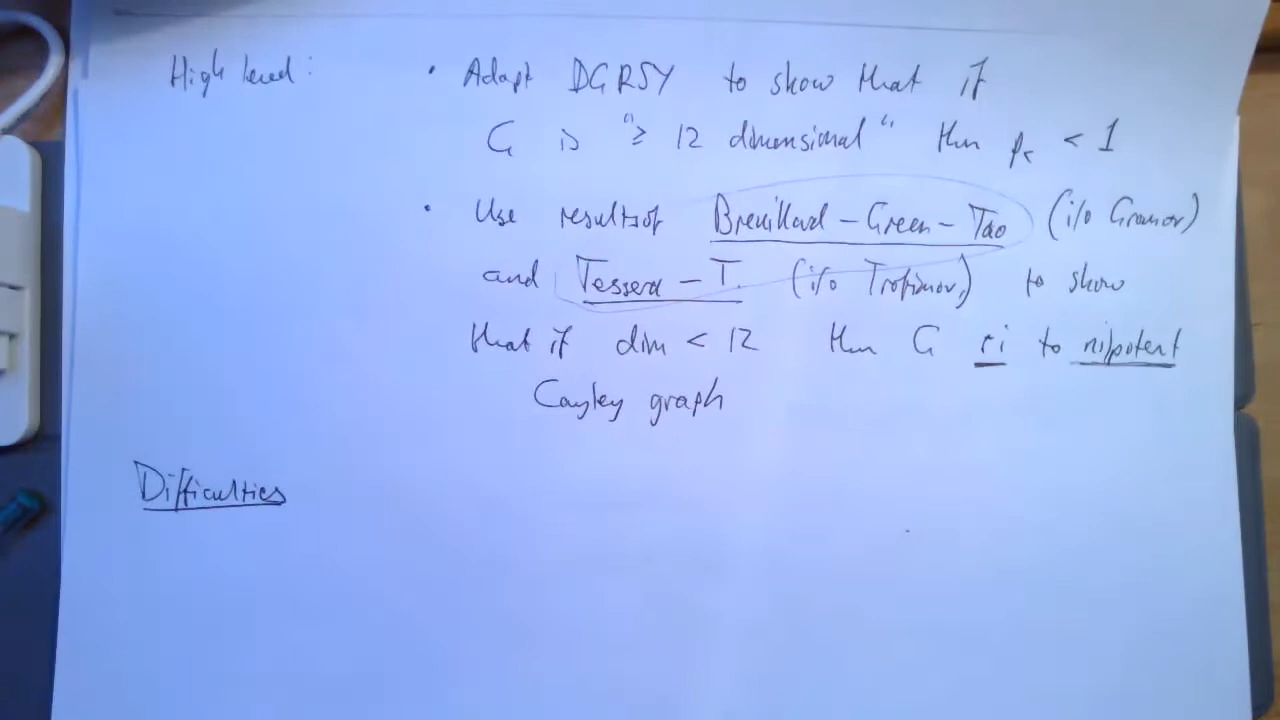 High level: • Adapt DGRSY to show that if
G is "≥ 12 dimensional" then pc < 1
• Use results of Breuillard - Green - Tao (i/o Gromov)
and Tessera - T. (i/o Trofimov,) to show
that if dim < 12 then G ri to nilpotent
Cayley graph
Difficulties